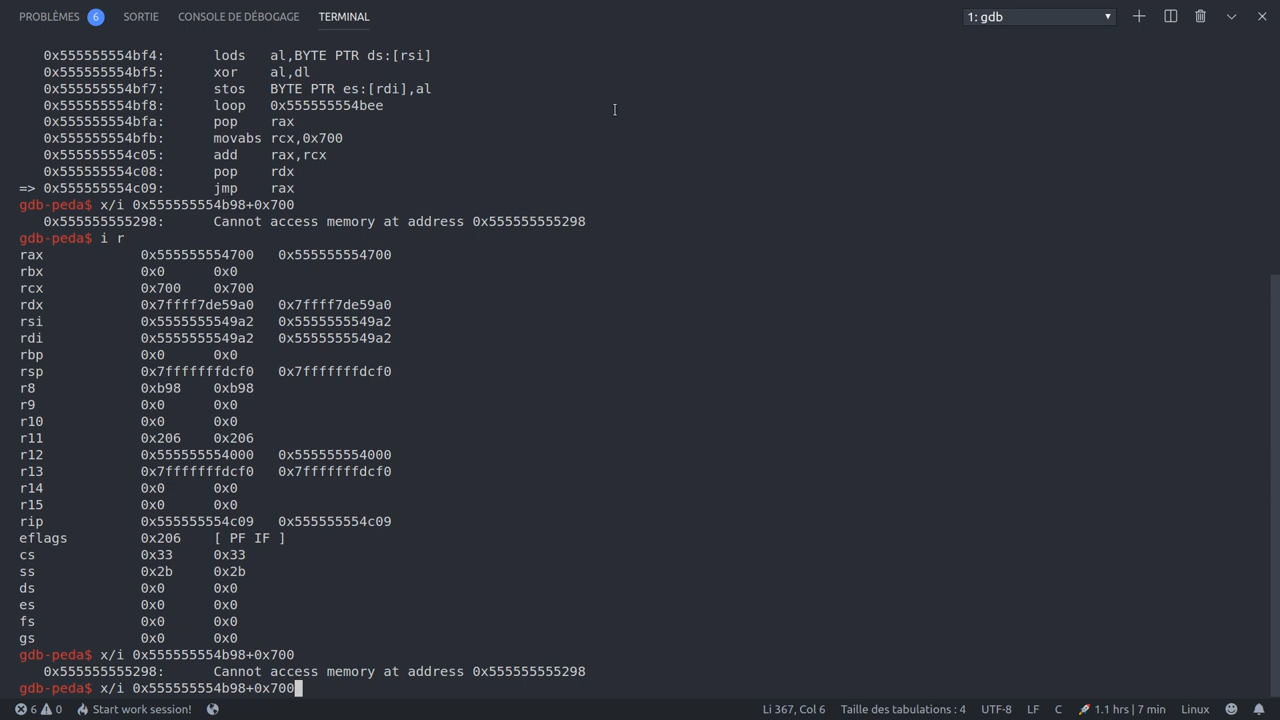 PROBLÈMES 6 SORTIE CONSOLE DE DÉBOGAGE TERMINAL 1: gdb
0x555555554bf4: lods al,BYTE PTR ds:[rsi]
0x555555554bf5: xor al,dl
0x555555554bf7: stos BYTE PTR es:[rdi],al
0x555555554bf8: loop 0x555555554bee
0x555555554bfa: pop rax
0x555555554bfb: movabs rcx,0x700
0x555555554c05: add rax,rcx
0x555555554c08: pop rdx
=> 0x555555554c09: jmp rax
gdb-peda$ x/i 0x555555554b98+0x700
0x555555555298: Cannot access memory at address 0x555555555298
gdb-peda$ i r
rax 0x555555554700 0x555555554700
rbx 0x0 0x0
rcx 0x700 0x700
rdx 0x7ffff7de59a0 0x7ffff7de59a0
rsi 0x5555555549a2 0x5555555549a2
rdi 0x5555555549a2 0x5555555549a2
rbp 0x0 0x0
rsp 0x7fffffffdcf0 0x7fffffffdcf0
r8 0xb98 0xb98
r9 0x0 0x0
r10 0x0 0x0
r11 0x206 0x206
r12 0x555555554000 0x555555554000
r13 0x7fffffffdcf0 0x7fffffffdcf0
r14 0x0 0x0
r15 0x0 0x0
rip 0x555555554c09 0x555555554c09
eflags 0x206 [ PF IF ]
cs 0x33 0x33
ss 0x2b 0x2b
ds 0x0 0x0
es 0x0 0x0
fs 0x0 0x0
gs 0x0 0x0
gdb-peda$ x/i 0x555555554b98+0x700
0x555555555298: Cannot access memory at address 0x555555555298
gdb-peda$ x/i 0x555555554b98+0x700
6 0 Start work session! Li 367, Col 6 Taille des tabulations : 4 UTF-8 LF C 1.1 hrs | 7 min Linux